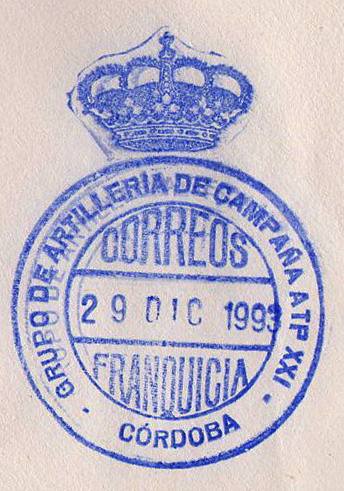 GRUPO DE ARTILLERÍA DE CAMPAÑA ATP XXI
CORREOS
29 DIC 1993
FRANQUICIA
CÓRDOBA